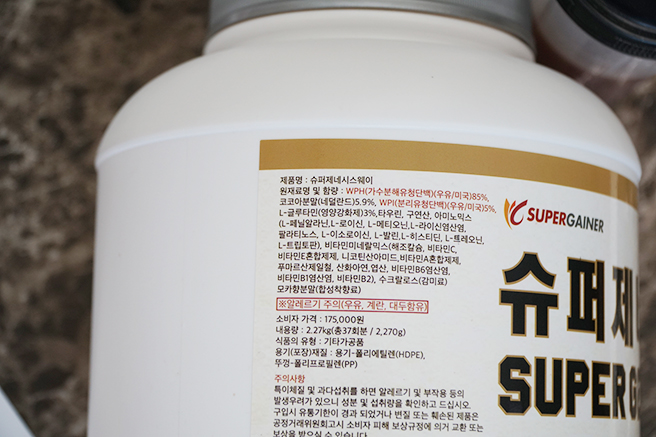 제품명 : 슈퍼제네시스웨이
원재료명 및 함량 : WPH(가수분해유청단백)(우유/미국)85%,
코코아분말(네덜란드)5.9%, WPI(분리유청단백)(우유/미국)5%,
L-글루타민(영양강화제)3%,타우린, 구연산, 아미노믹스
(L-페닐알라닌,L-로이신, L-메티오닌,L-라이신염산염,
팔라티노스, L-이소로이신, L-발린,L-히스티딘, L-트레오닌,
L-트립토판), 비타민미네랄믹스(해조칼슘, 비타민C,
비타민E혼합제제, 니코틴산아미드,비타민A혼합제제,
푸마르산제일철, 산화아연,엽산, 비타민B6염산염,
비타민B1염산염, 비타민B2), 수크랄로스(감미료)
모카향분말(합성착향료)
※알레르기 주의(우유, 계란, 대두함유)
소비자 가격 : 175,000원
내용량 : 2.27kg(총37회분 / 2,270g)
식품의 유형 : 기타가공품
용기(포장)재질 : 용기-폴리에틸렌(HDPE),
뚜껑-폴리프로필렌(PP)
주의사항
특이체질 및 과다섭취를 하면 알레르기 및 부작용 등의
발생우려가 있으니 성분 및 섭취량을 확인하고 드십시오.
구입시 유통기한이 경과 되었거나 변질 또는 훼손된 제품은
공정거래위원회고시 소비자 피해 보상규정에 의거 교환 또는
보상을 받으실 수 있습니다
SUPERGAINER
슈퍼제
SUPER G